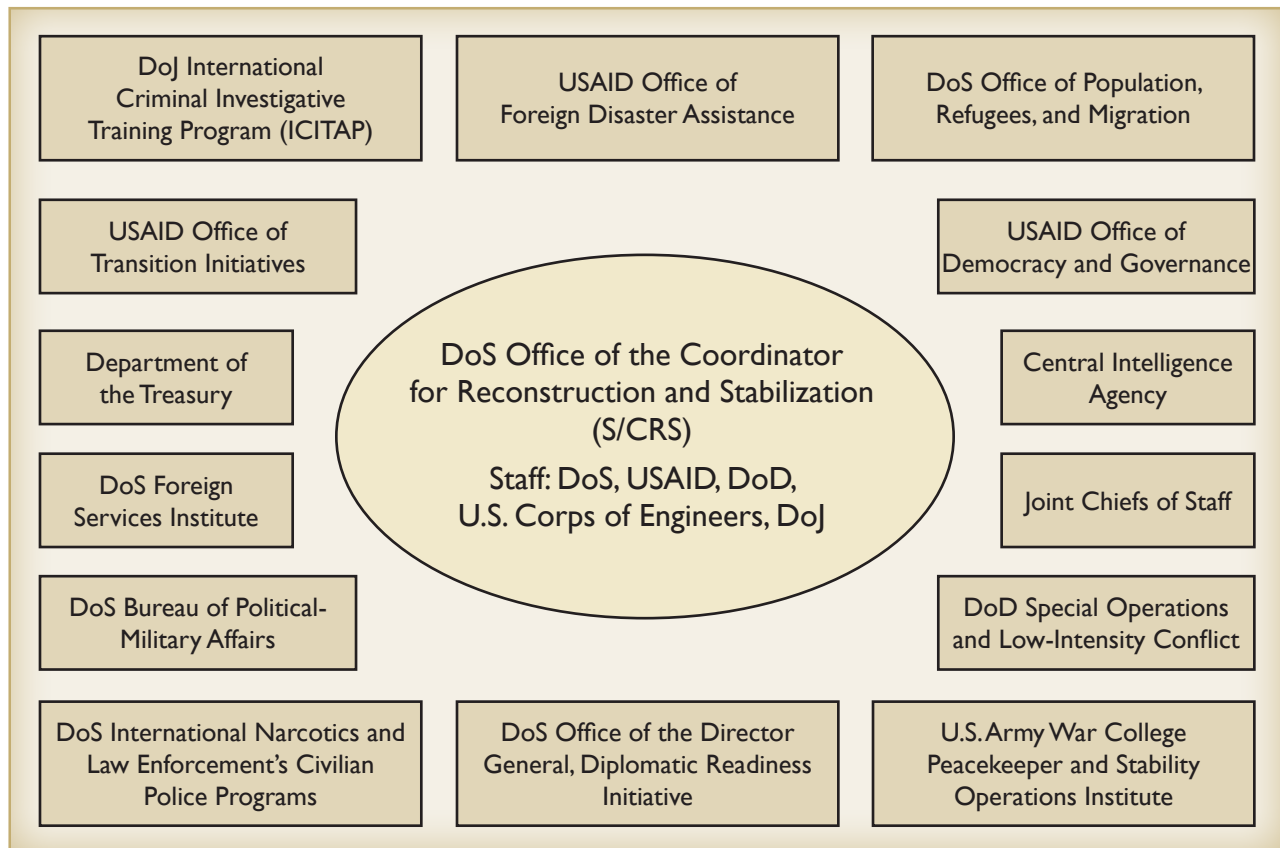 DoJ International
Criminal Investigative
Training Program (ICITAP)
USAID Office of
Foreign Disaster Assistance
DoS Office of Population,
Refugees, and Migration
USAID Office of
Transition Initiatives
USAID Office of
Democracy and Governance
Department of
the Treasury
DoS Office of the Coordinator
for Reconstruction and Stabilization
(S/CRS)
Staff: DoS, USAID, DoD,
U.S. Corps of Engineers, DoJ
Central Intelligence
Agency
DoS Foreign
Services Institute
Joint Chiefs of Staff
DoS Bureau of Political-
Military Affairs
DoD Special Operations
and Low-Intensity Conflict
DoS International Narcotics and
Law Enforcement's Civilian
Police Programs
DoS Office of the Director
General, Diplomatic Readiness
Initiative
U.S. Army War College
Peacekeeper and Stability
Operations Institute